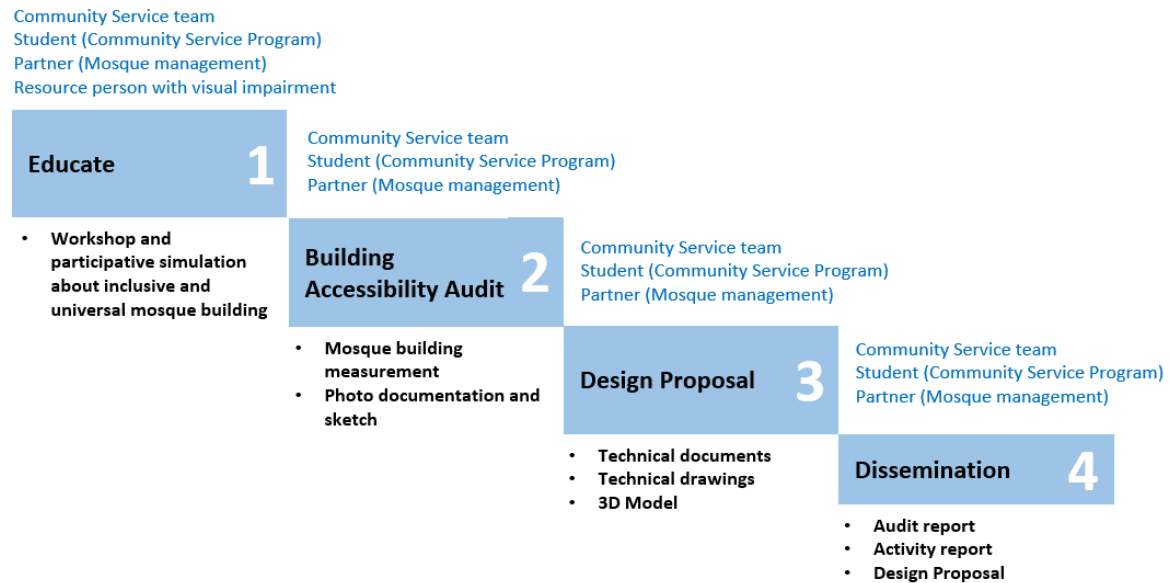 Community Service team
Student (Community Service Program)
Partner (Mosque management)
Resource person with visual impairment
Educate 1
• Workshop and
participative simulation
about inclusive and
universal mosque building
Community Service team
Student (Community Service Program)
Partner (Mosque management)
Building
Accessibility Audit 2
• Mosque building
measurement
• Photo documentation and
sketch
Community Service team
Student (Community Service Program)
Partner (Mosque management)
Design Proposal 3
• Technical documents
• Technical drawings
• 3D Model
Community Service team
Student (Community Service Program)
Partner (Mosque management)
Dissemination 4
• Audit report
• Activity report
• Design Proposal